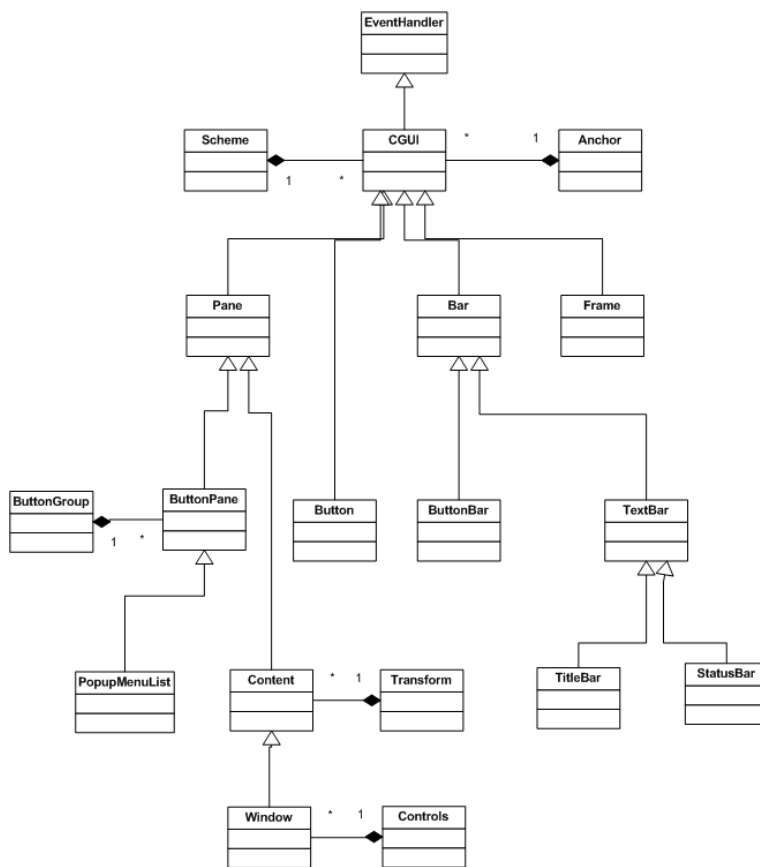 EventHandler
Scheme
CGUI
*
1
Anchor
1
*
Pane
Bar
Frame
ButtonGroup
ButtonPane
Button
ButtonBar
TextBar
1
*
PopupMenuList
Content
*
1
Transform
TitleBar
StatusBar
Window
*
1
Controls